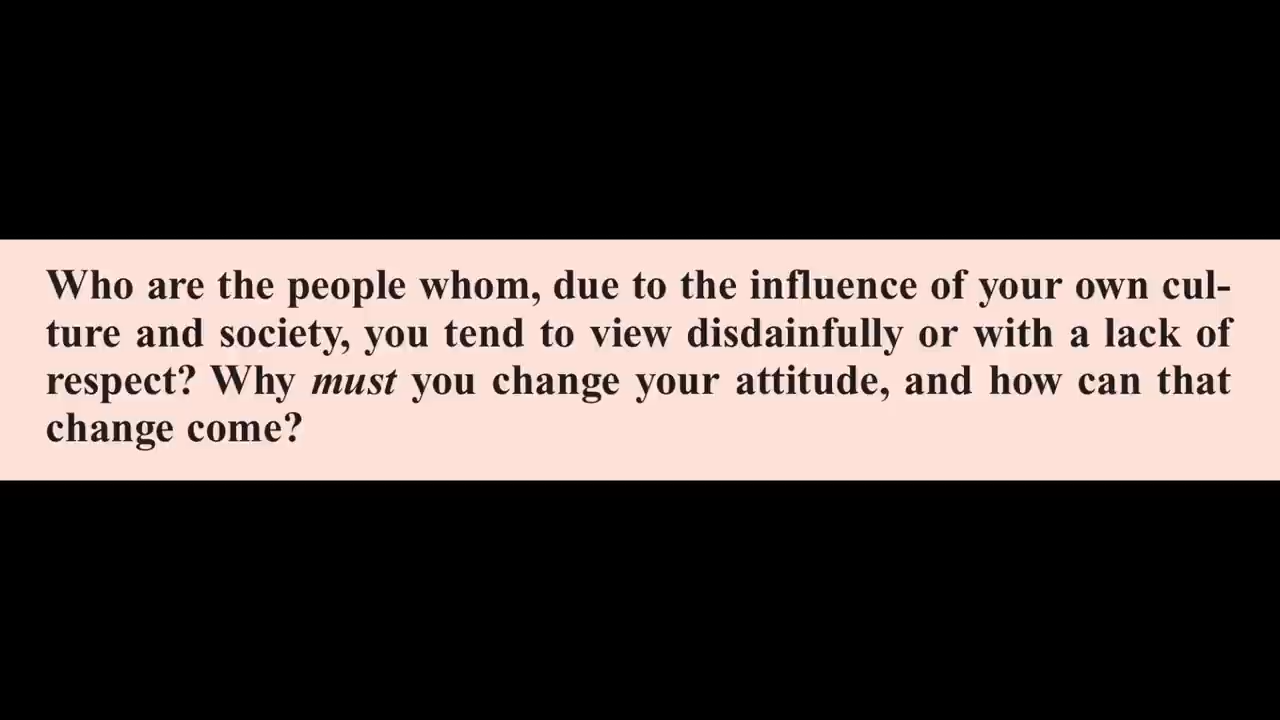 Who are the people whom, due to the influence of your own cul-
ture and society, you tend to view disdainfully or with a lack of
respect? Why must you change your attitude, and how can that
change come?